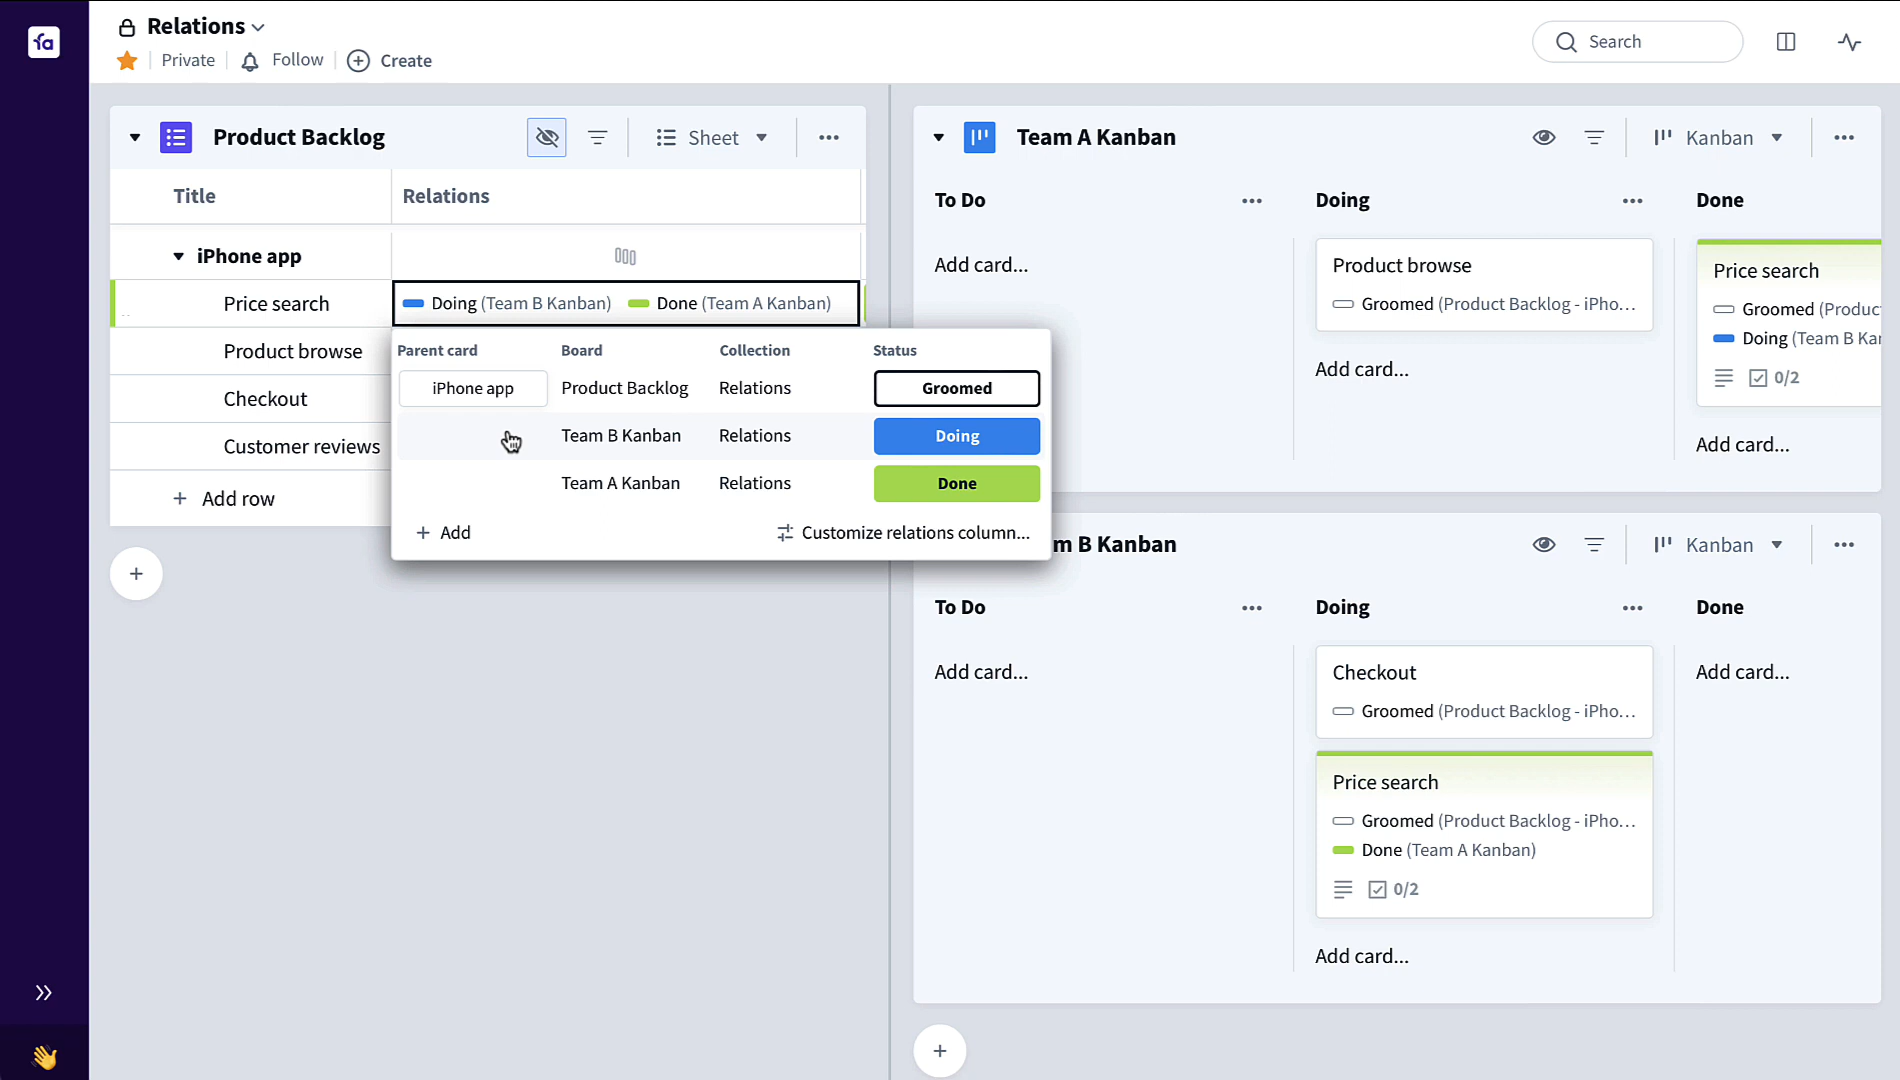 Relations
Private
Follow
Create
Search
Product Backlog
Sheet
Title
Relations
iPhone app
Price search
Doing (Team B Kanban)
Done (Team A Kanban)
Product browse
Checkout
Customer reviews
Add row
Parent card
Board
Collection
Status
iPhone app
Product Backlog
Relations
Groomed
Team B Kanban
Relations
Doing
Team A Kanban
Relations
Done
Add
Customize relations column...
Team A Kanban
Kanban
To Do
Add card...
Doing
Product browse
Groomed (Product Backlog - iPho...
Add card...
Done
Price search
Groomed (Produc
Doing (Team B Kar
0/2
Add card...
m B Kanban
Kanban
To Do
Add card...
Doing
Checkout
Groomed (Product Backlog - iPho...
Price search
Groomed (Product Backlog - iPho...
Done (Team A Kanban)
0/2
Add card...
Done
Add card...